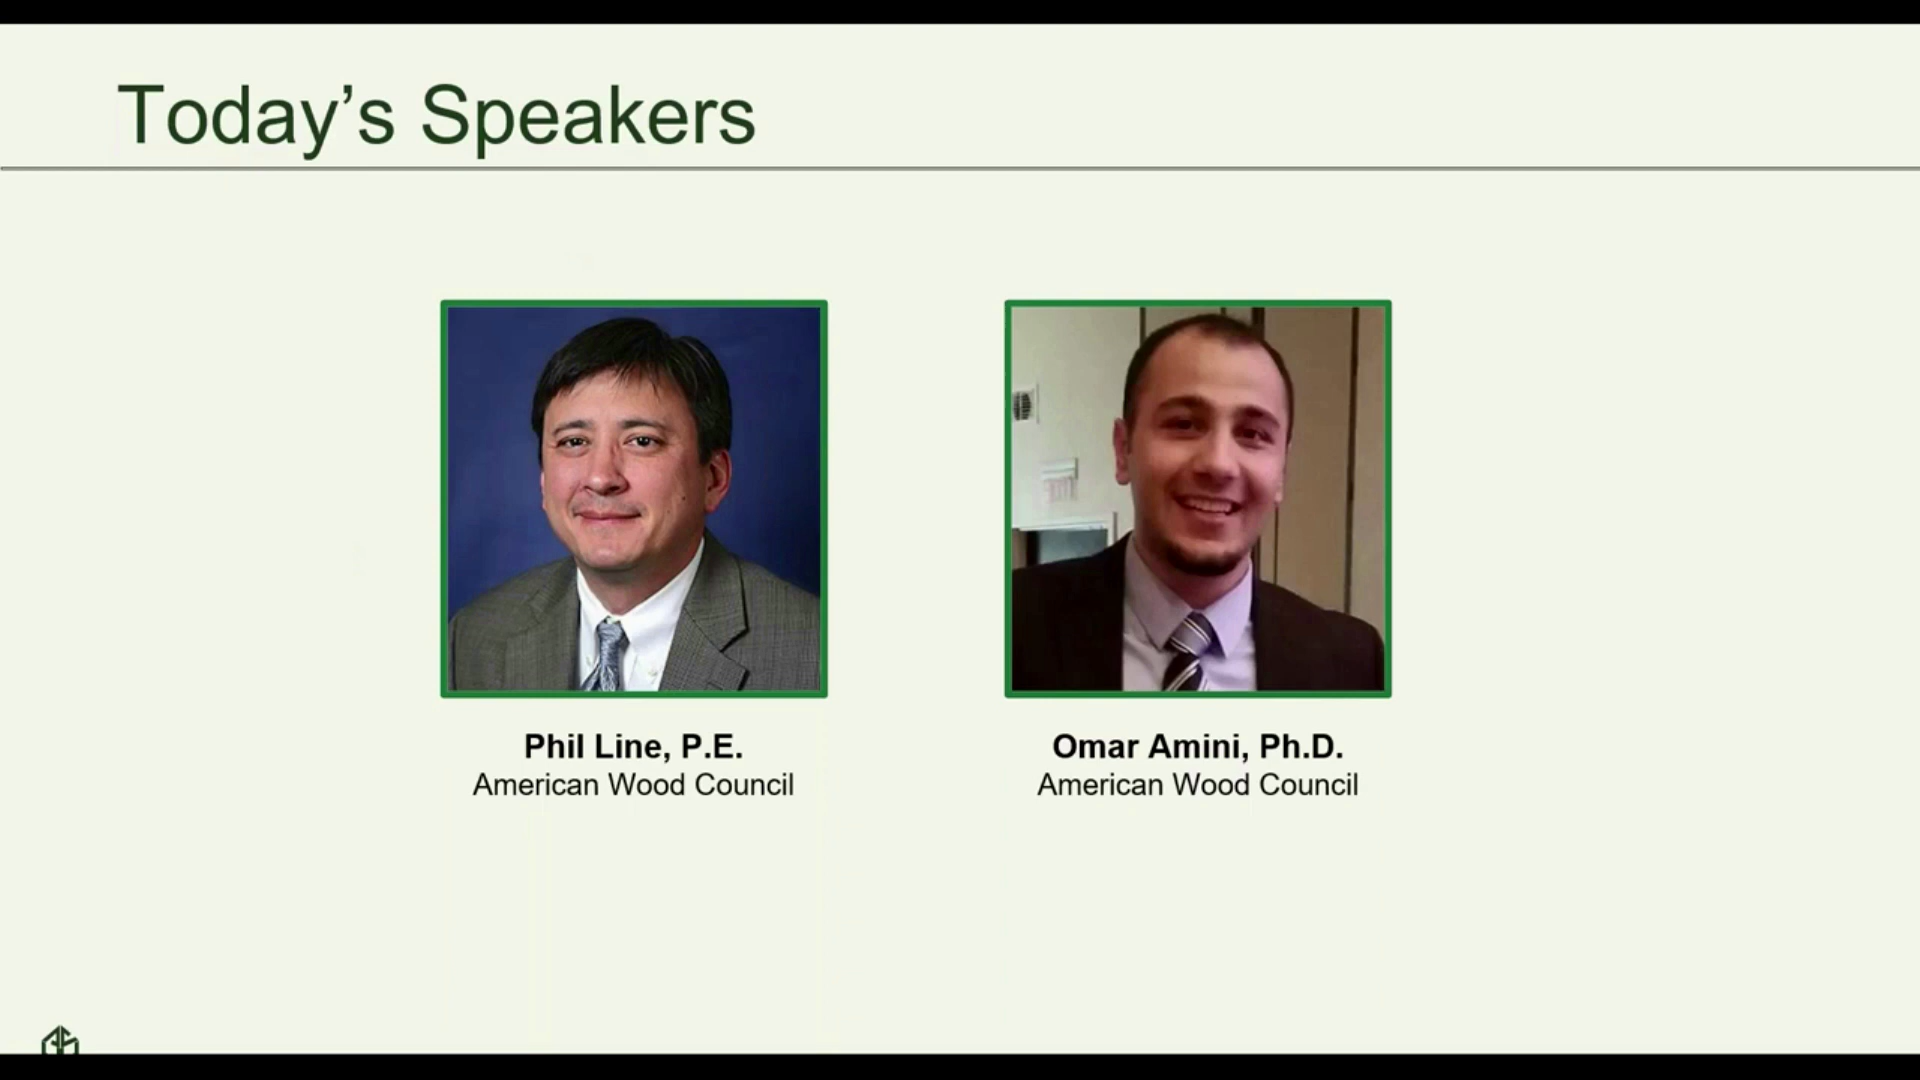 Today’s Speakers
Phil Line, P.E.
American Wood Council
Omar Amini, Ph.D.
American Wood Council